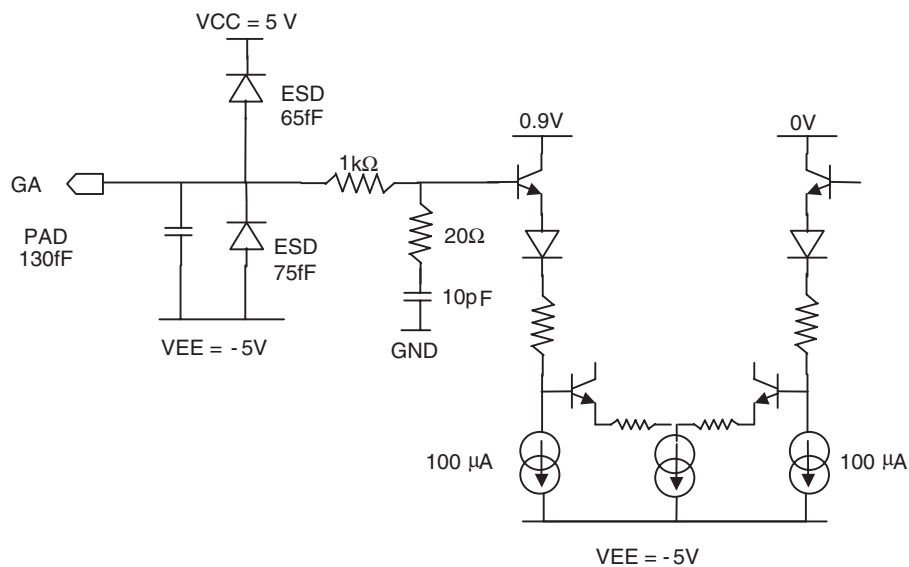 VCC = 5 V
ESD
65fF
0.9V
0V
1kΩ
GA
PAD
130fF
ESD
75fF
20Ω
10pF
GND
VEE = -5V
100 µA
100 µA
VEE = -5V